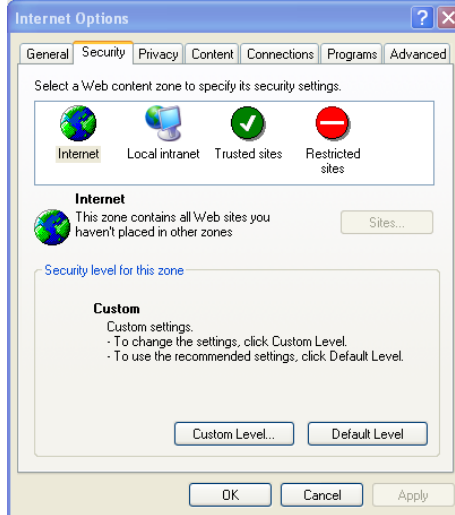 Internet Options
General Security Privacy Content Connections Programs Advanced
Select a Web content zone to specify its security settings.
Internet Local intranet Trusted sites Restricted
sites
Internet
This zone contains all Web sites you
haven't placed in other zones
Sites...
Security level for this zone
Custom
Custom settings.
- To change the settings, click Custom Level.
- To use the recommended settings, click Default Level.
Custom Level... Default Level
OK Cancel Apply